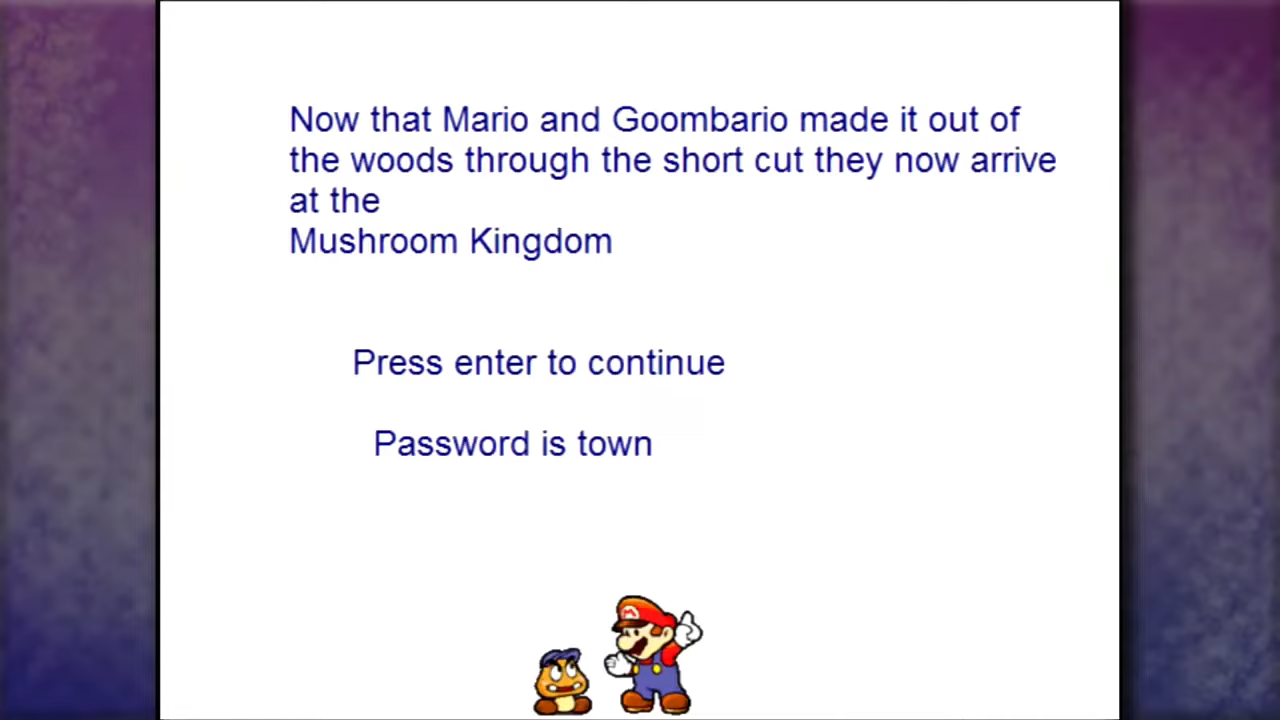 Now that Mario and Goombario made it out of
the woods through the short cut they now arrive
at the
Mushroom Kingdom
Press enter to continue
Password is town